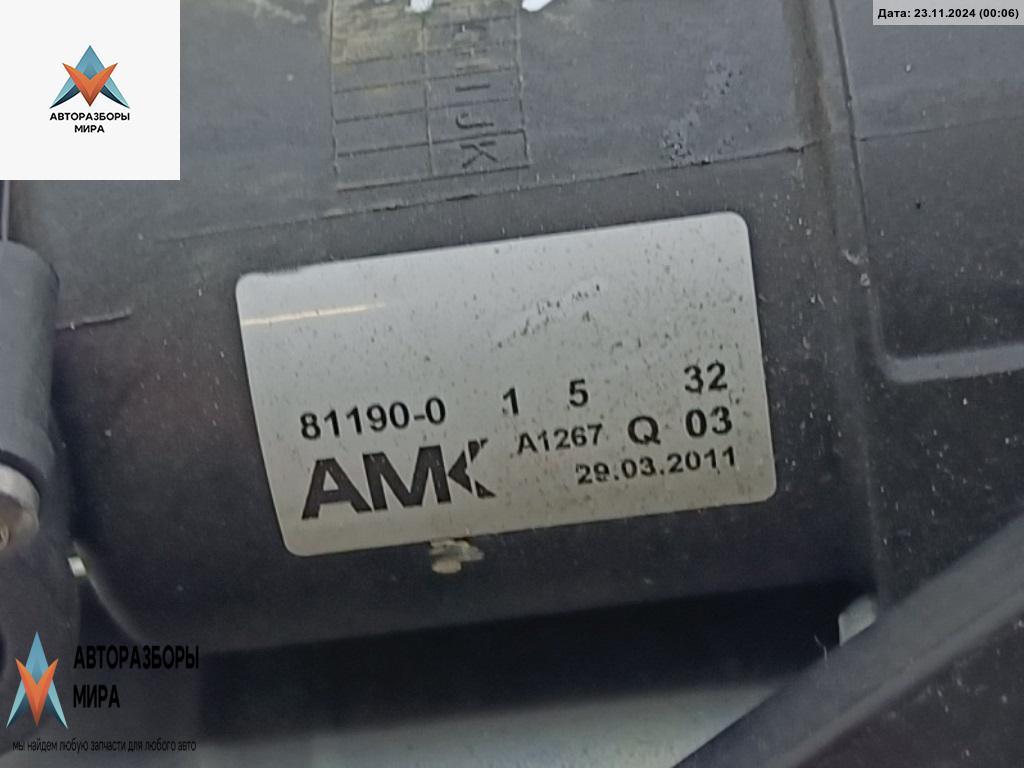 Дата: 23.11.2024 (00:06)
АВТОРАЗБОРЫ
МИРА
H
I
J
K
81190-0 1 5 32
AMK A1267 Q 03
29.03.2011
АВТОРАЗБОРЫ
МИРА
мы найдем любую запчасти для любого авто